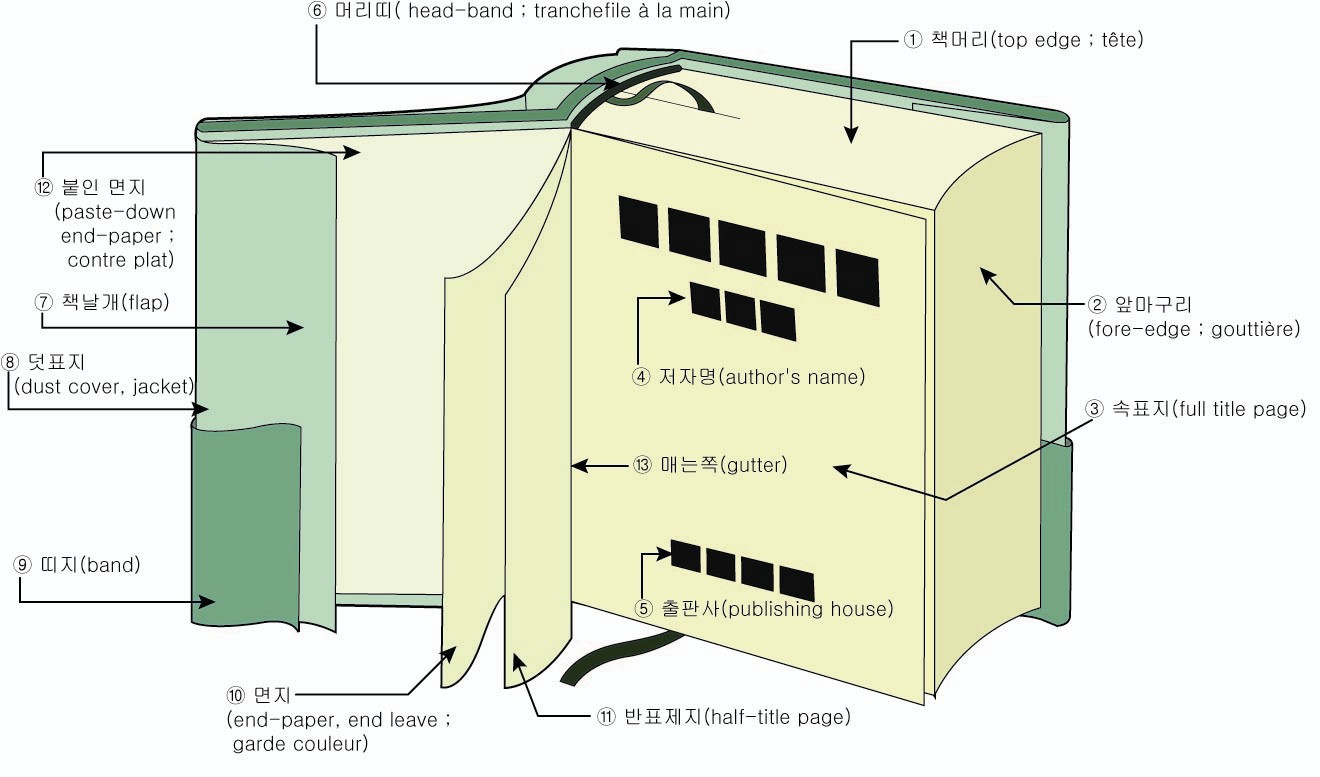 ⑥ 머리띠( head-band ; tranchefile à la main)
① 책머리(top edge ; tête)
⑫ 붙인 면지
(paste-down
end-paper ;
contre plat)
⑦ 책날개(flap)
② 앞마구리
(fore-edge ; gouttière)
⑧ 덧표지
(dust cover, jacket)
④ 저자명(author's name)
③ 속표지(full title page)
⑬ 매는쪽(gutter)
⑨ 띠지(band)
⑤ 출판사(publishing house)
⑩ 면지
(end-paper, end leave ;
garde couleur)
⑪ 반표제지(half-title page)